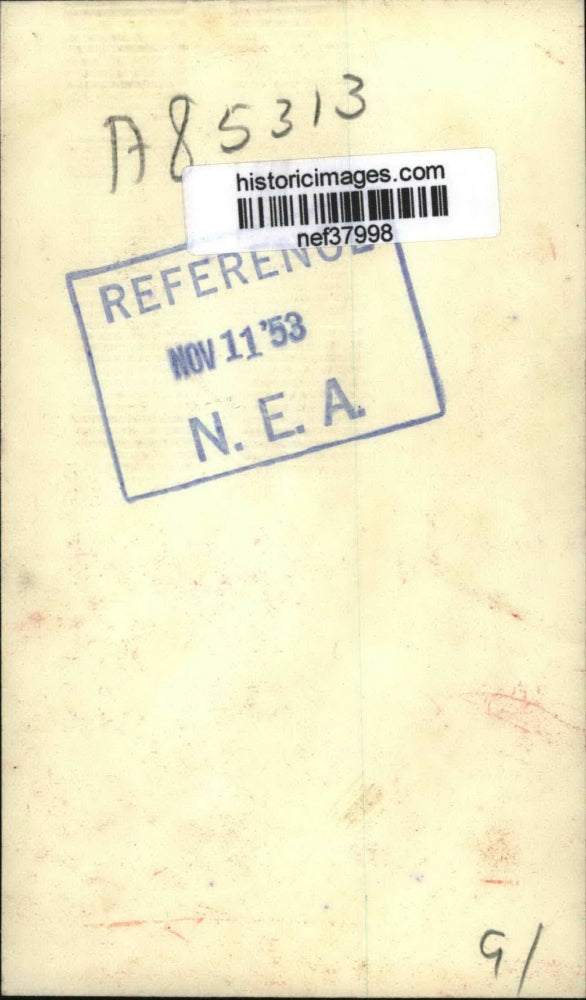 A85313
historicimages.com
nef37998
REFERENCE
NOV 11 '53
N. E. A.
9/